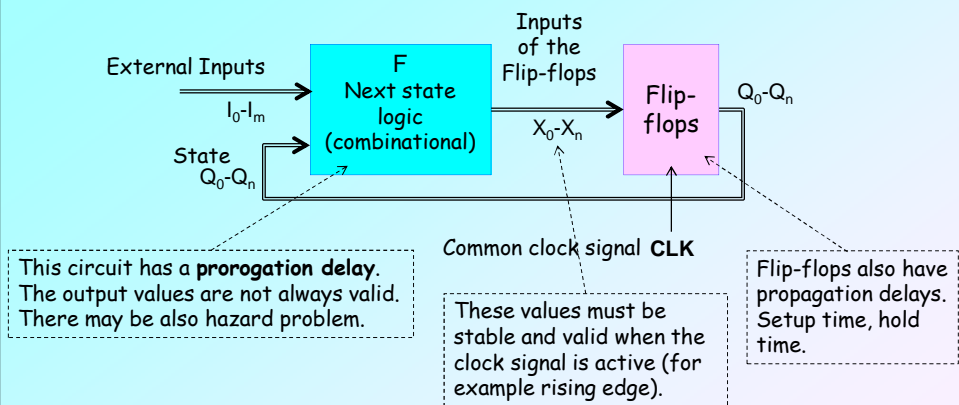 External Inputs
I0-Im
State
Q0-Qn
F
Next state
logic
(combinational)
Inputs
of the
Flip-flops
X0-Xn
Flip-
flops
Q0-Qn
Common clock signal CLK
This circuit has a prorogation delay.
The output values are not always valid.
There may be also hazard problem.
These values must be
stable and valid when the
clock signal is active (for
example rising edge).
Flip-flops also have
propagation delays.
Setup time, hold
time.